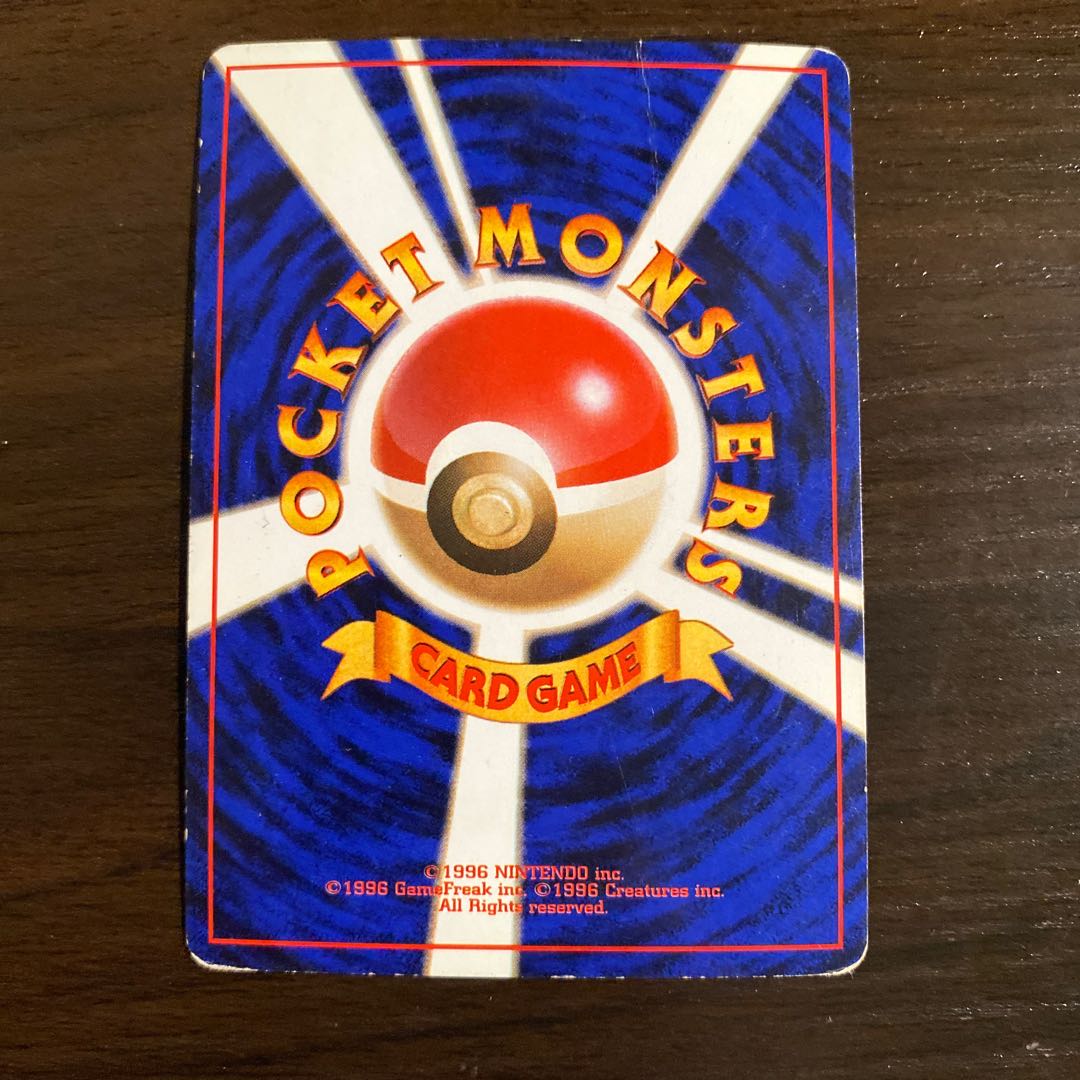 POCKET MONSTERS
CARD GAME
©1996 NINTENDO inc.
©1996 GameFreak inc. ©1996 Creatures inc.
All Rights reserved.